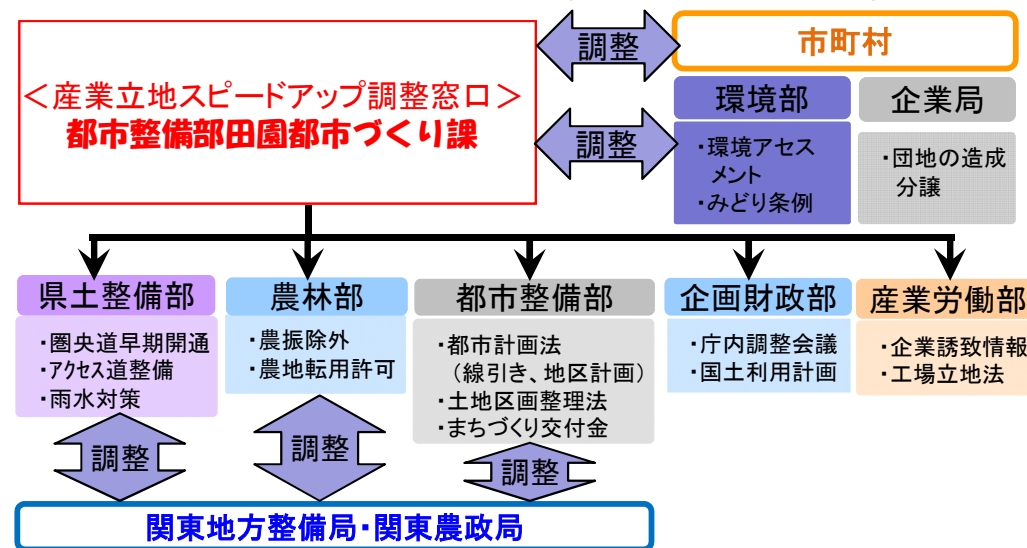 調整
市町村
＜産業立地スピードアップ調整窓口＞
都市整備部田園都市づくり課
調整
環境部
・環境アセス
メント
・みどり条例
企業局
・団地の造成
分譲
県土整備部
・圏央道早期開通
・アクセス道整備
・雨水対策
農林部
・農振除外
・農地転用許可
都市整備部
・都市計画法
（線引き、地区計画）
・土地区画整理法
・まちづくり交付金
企画財政部
・庁内調整会議
・国土利用計画
産業労働部
・企業誘致情報
・工場立地法
調整
調整
調整
関東地方整備局・関東農政局